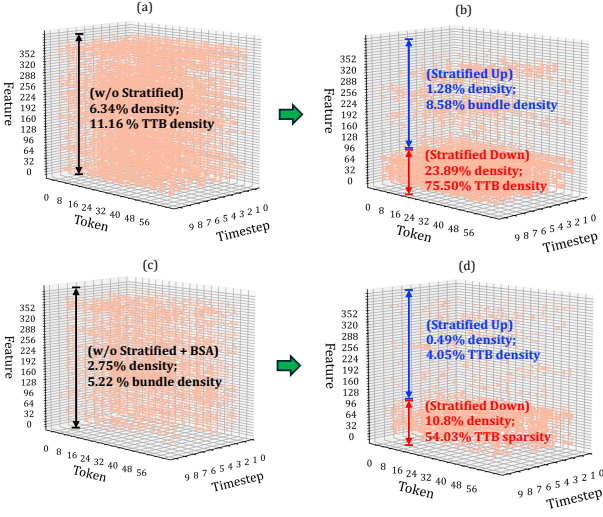 (a)
352
320
288
256
224
192
160
128
96
64
32
0
Feature
(w/o Stratified)
6.34% density;
11.16 % TTB density
0 8 16 24 32 40 48 56
Token
9 8 7 6 5 4 3 2 1 0
Timestep
(b)
352
320
288
256
224
192
160
128
96
64
32
0
Feature
(Stratified Up)
1.28% density;
8.58% bundle density
(Stratified Down)
23.89% density;
75.50% TTB density
0 8 16 24 32 40 48 56
Token
9 8 7 6 5 4 3 2 1 0
Timestep
(c)
352
320
288
256
224
192
160
128
96
64
32
0
Feature
(w/o Stratified + BSA)
2.75% density;
5.22 % bundle density
0 8 16 24 32 40 48 56
Token
9 8 7 6 5 4 3 2 1 0
Timestep
(d)
352
320
288
256
224
192
160
128
96
64
32
0
Feature
(Stratified Up)
0.49% density;
4.05% TTB density
(Stratified Down)
10.8% density;
54.03% TTB sparsity
0 8 16 24 32 40 48 56
Token
9 8 7 6 5 4 3 2 1 0
Timestep